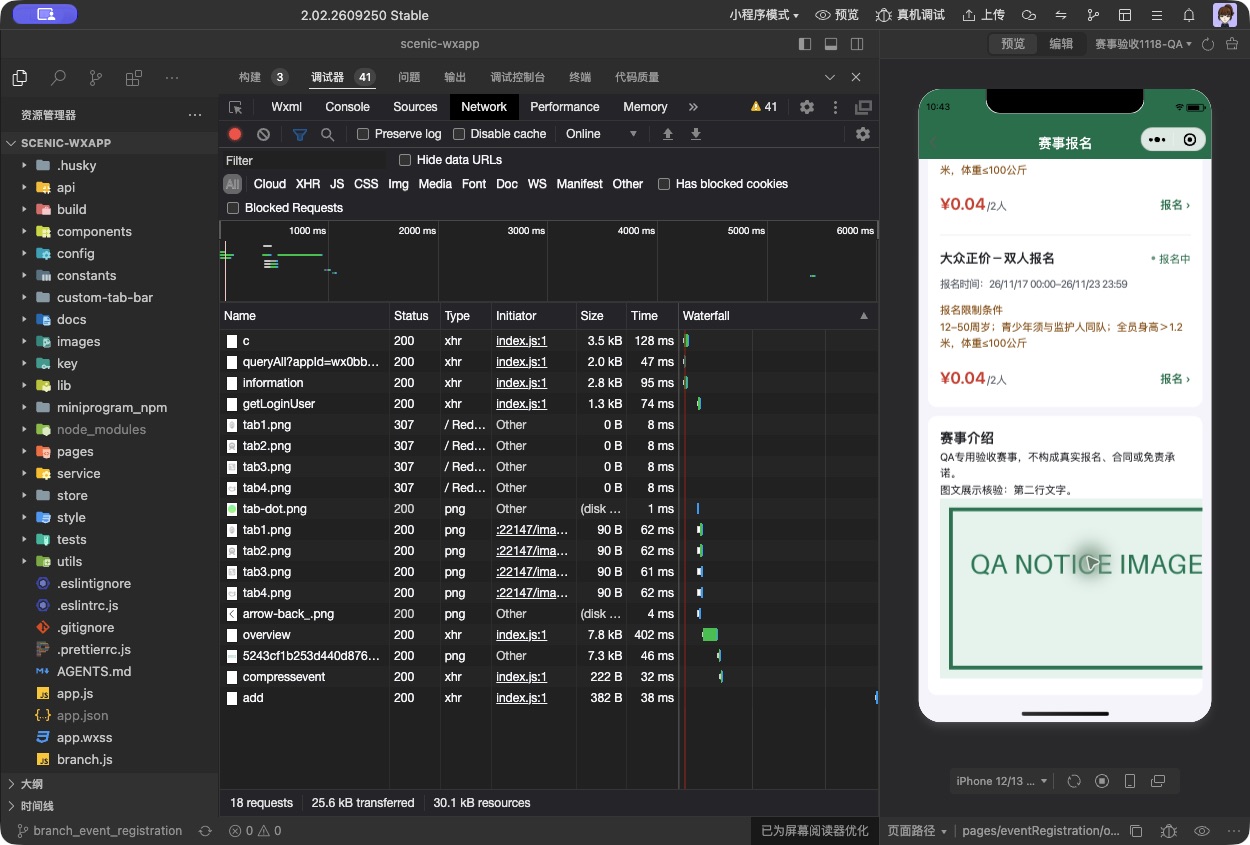 2.02.2609250 Stable
小程序模式
预览
真机调试
上传
scenic-wxapp
预览
编辑
赛事验收1118-QA
构建 3
调试器 41
问题
输出
调试控制台
终端
代码质量
资源管理器
SCENIC-WXAPP
.husky
api
build
components
config
constants
custom-tab-bar
docs
images
key
lib
miniprogram_npm
node_modules
pages
service
store
style
tests
utils
.eslintignore
.eslintrc.js
.gitignore
.prettierrc.js
AGENTS.md
app.js
app.json
app.wxss
branch.js
大纲
时间线
branch_event_registration
0 0
Wxml
Console
Sources
Network
Performance
Memory
41
Preserve log
Disable cache
Online
Filter
Hide data URLs
All Cloud XHR JS CSS Img Media Font Doc WS Manifest Other
Has blocked cookies
Blocked Requests
1000 ms 2000 ms 3000 ms 4000 ms 5000 ms 6000 ms
Name Status Type Initiator Size Time Waterfall
c 200 xhr index.js:1 3.5 kB 128 ms
queryAll?appId=wx0bb... 200 xhr index.js:1 2.0 kB 47 ms
information 200 xhr index.js:1 2.8 kB 95 ms
getLoginUser 200 xhr index.js:1 1.3 kB 74 ms
tab1.png 307 / Red... Other 0 B 8 ms
tab2.png 307 / Red... Other 0 B 8 ms
tab3.png 307 / Red... Other 0 B 8 ms
tab4.png 307 / Red... Other 0 B 8 ms
tab-dot.png 200 png Other (disk ... 1 ms
tab1.png 200 png :22147/ima... 90 B 62 ms
tab2.png 200 png :22147/ima... 90 B 62 ms
tab3.png 200 png :22147/ima... 90 B 61 ms
tab4.png 200 png :22147/ima... 90 B 62 ms
arrow-back_.png 200 png Other (disk ... 4 ms
overview 200 xhr index.js:1 7.8 kB 402 ms
5243cf1b253d440d876... 200 png Other 7.3 kB 46 ms
compressevent 200 xhr index.js:1 222 B 32 ms
add 200 xhr index.js:1 382 B 38 ms
18 requests 25.6 kB transferred 30.1 kB resources
已为屏幕阅读器优化
10:43
赛事报名
米，体重≤100公斤
¥0.04/2人
报名 ›
大众正价－双人报名
• 报名中
报名时间：26/11/17 00:00–26/11/23 23:59
报名限制条件
12–50周岁；青少年须与监护人同队；全员身高＞1.2
米，体重≤100公斤
¥0.04/2人
报名 ›
赛事介绍
QA专用验收赛事，不构成真实报名、合同或免责承
诺。
图文展示核验：第二行文字。
QA NOTICE IMAGE
iPhone 12/13 ...
页面路径
pages/eventRegistration/o...